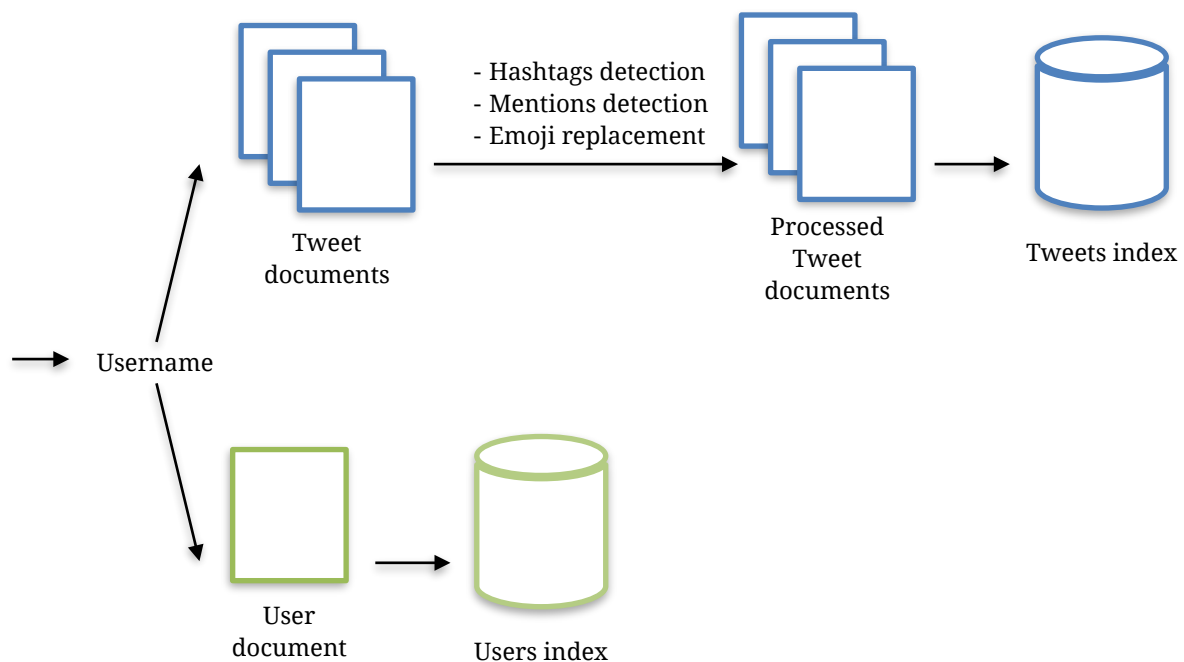 - Hashtags detection
- Mentions detection
- Emoji replacement
Tweet
documents
Processed
Tweet
documents
Tweets index
Username
User
document
Users index